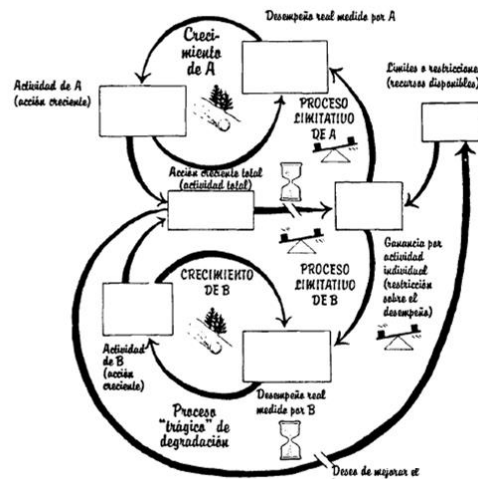 Desempeño real medido por A
Crecimiento
de A
Actividad de A
(acción creciente)
Límites o restricciones
(recursos disponibles)
PROCESO
LIMITATIVO
DE A
Acción creciente total
(actividad total)
CRECIMIENTO
DE B
PROCESO
LIMITATIVO
DE B
Ganancia por
actividad
individual
(restricción
sobre el
desempeño)
Actividad
de B
(acción
creciente)
Desempeño real
medido por B
Proceso
"trágico" de
degradación
Deseo de mejorar el